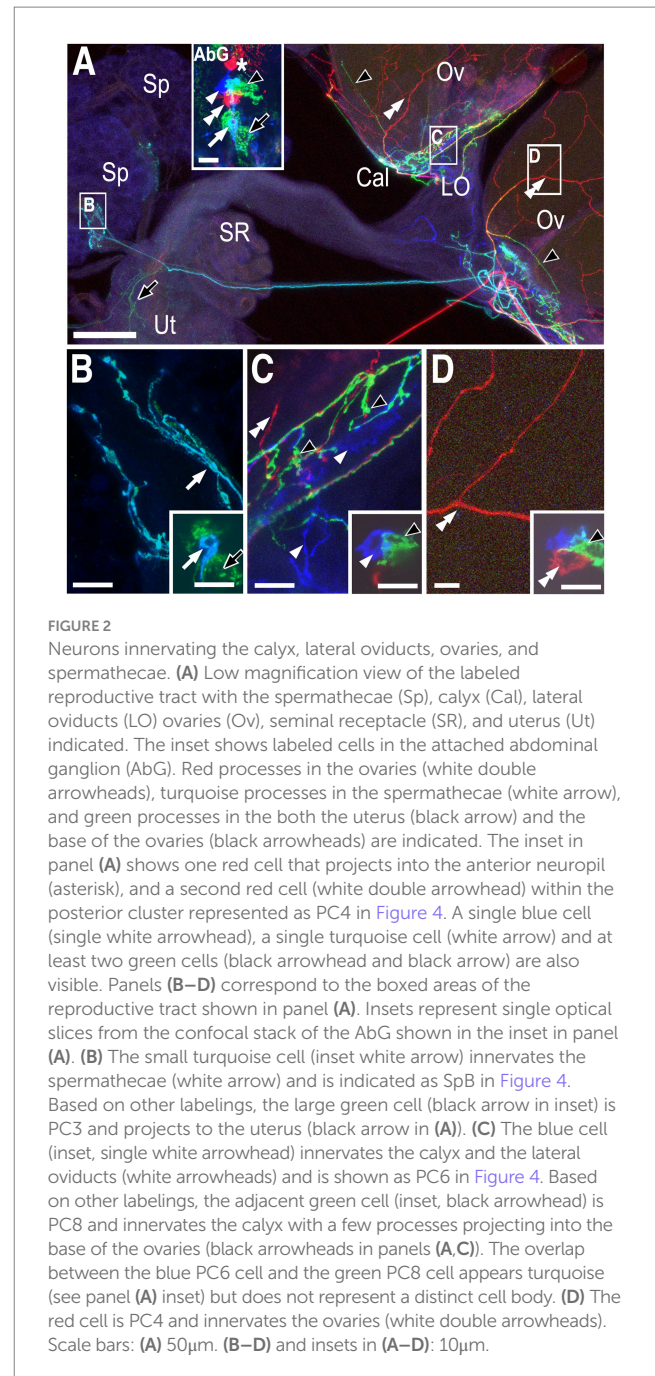 A
Sp
AbG
*
Ov
Sp
C
D
B
Cal
LO
SR
Ov
Ut
B
C
D
FIGURE 2
Neurons innervating the calyx, lateral oviducts, ovaries, and
spermathecae. (A) Low magnification view of the labeled
reproductive tract with the spermathecae (Sp), calyx (Cal), lateral
oviducts (LO) ovaries (Ov), seminal receptacle (SR), and uterus (Ut)
indicated. The inset shows labeled cells in the attached abdominal
ganglion (AbG). Red processes in the ovaries (white double
arrowheads), turquoise processes in the spermathecae (white arrow),
and green processes in the both the uterus (black arrow) and the
base of the ovaries (black arrowheads) are indicated. The inset in
panel (A) shows one red cell that projects into the anterior neuropil
(asterisk), and a second red cell (white double arrowhead) within the
posterior cluster represented as PC4 in Figure 4. A single blue cell
(single white arrowhead), a single turquoise cell (white arrow) and at
least two green cells (black arrowhead and black arrow) are also
visible. Panels (B–D) correspond to the boxed areas of the
reproductive tract shown in panel (A). Insets represent single optical
slices from the confocal stack of the AbG shown in the inset in panel
(A). (B) The small turquoise cell (inset white arrow) innervates the
spermathecae (white arrow) and is indicated as SpB in Figure 4.
Based on other labelings, the large green cell (black arrow in inset) is
PC3 and projects to the uterus (black arrow in (A)). (C) The blue cell
(inset, single white arrowhead) innervates the calyx and the lateral
oviducts (white arrowheads) and is shown as PC6 in Figure 4. Based
on other labelings, the adjacent green cell (inset, black arrowhead) is
PC8 and innervates the calyx with a few processes projecting into the
base of the ovaries (black arrowheads in panels (A,C)). The overlap
between the blue PC6 cell and the green PC8 cell appears turquoise
(see panel (A) inset) but does not represent a distinct cell body. (D) The
red cell is PC4 and innervates the ovaries (white double arrowheads).
Scale bars: (A) 50μm. (B–D) and insets in (A–D): 10μm.